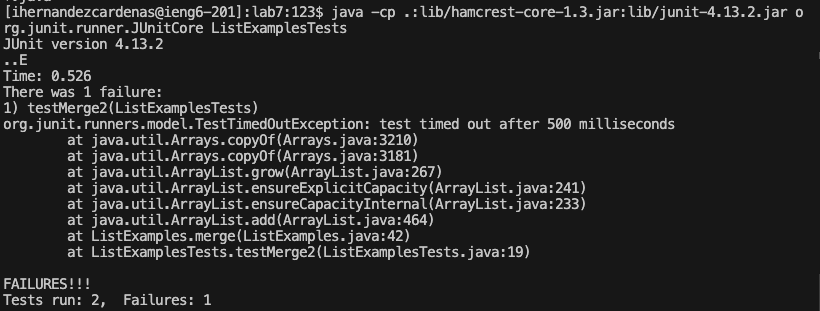 [ihernandezcardenas@ieng6-201]:lab7:123$ java -cp .:lib/hamcrest-core-1.3.jar:lib/junit-4.13.2.jar o
rg.junit.runner.JUnitCore ListExamplesTests
JUnit version 4.13.2
..E
Time: 0.526
There was 1 failure:
1) testMerge2(ListExamplesTests)
org.junit.runners.model.TestTimedOutException: test timed out after 500 milliseconds
        at java.util.Arrays.copyOf(Arrays.java:3210)
        at java.util.Arrays.copyOf(Arrays.java:3181)
        at java.util.ArrayList.grow(ArrayList.java:267)
        at java.util.ArrayList.ensureExplicitCapacity(ArrayList.java:241)
        at java.util.ArrayList.ensureCapacityInternal(ArrayList.java:233)
        at java.util.ArrayList.add(ArrayList.java:464)
        at ListExamples.merge(ListExamples.java:42)
        at ListExamplesTests.testMerge2(ListExamplesTests.java:19)

FAILURES!!!
Tests run: 2,  Failures: 1